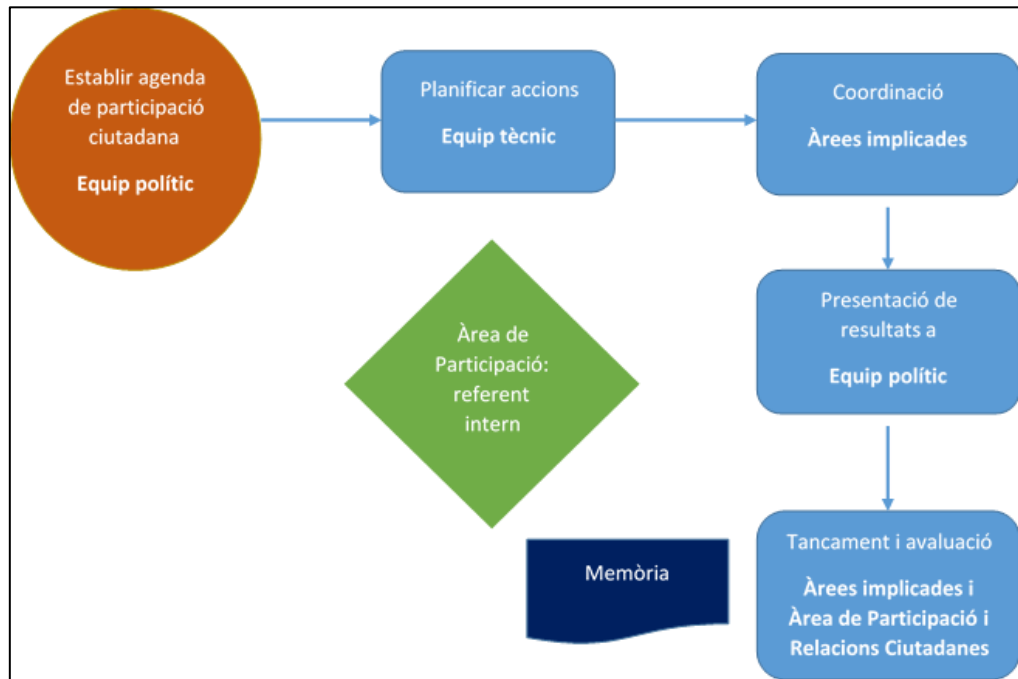 Establir agenda
de participació
ciutadana
Equip polític
Planificar accions
Equip tècnic
Coordinació
Àrees implicades
Àrea de
Participació:
referent
intern
Presentació de
resultats a
Equip polític
Memòria
Tancament i avaluació
Àrees implicades i
Àrea de Participació i
Relacions Ciutadanes